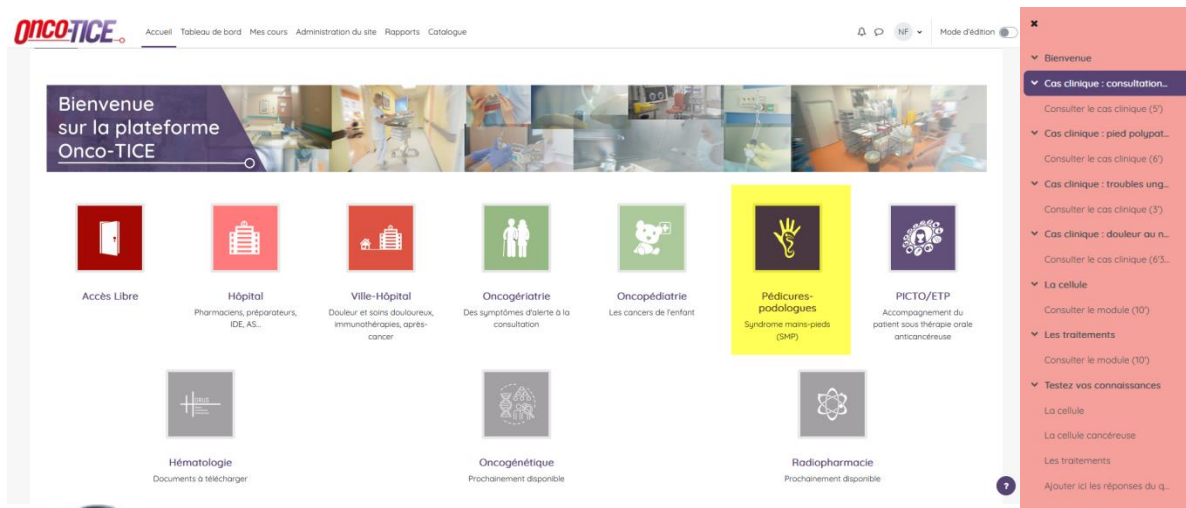 ONCO-TICE
Accueil Tableau de bord Mes cours Administration du site Rapports Catalogue
NF
Mode d'édition
Bienvenue
sur la plateforme
Onco-TICE
Accès Libre
Hôpital
Pharmaciens, préparateurs,
IDE, AS...
Ville-Hôpital
Douleur et soins douloureux,
immunothérapies, après-
cancer
Oncogériatrie
Des symptômes d'alerte à la
consultation
Oncopédiatrie
Les cancers de l'enfant
Pédicures-
podologues
Syndrome mains-pieds
(SMP)
PICTO/ETP
Accompagnement du
patient sous thérapie orale
anticancéreuse
Hématologie
Documents à télécharger
Oncogénétique
Prochainement disponible
Radiopharmacie
Prochainement disponible
?
Bienvenue
Cas clinique : consultation...
Consulter le cas clinique (5')
Cas clinique : pied polypat...
Consulter le cas clinique (6')
Cas clinique : troubles ung...
Consulter le cas clinique (3')
Cas clinique : douleur au n...
Consulter le cas clinique (6'3...
La cellule
Consulter le module (10')
Les traitements
Consulter le module (10')
Testez vos connaissances
La cellule
La cellule cancéreuse
Les traitements
Ajouter ici les réponses du q...